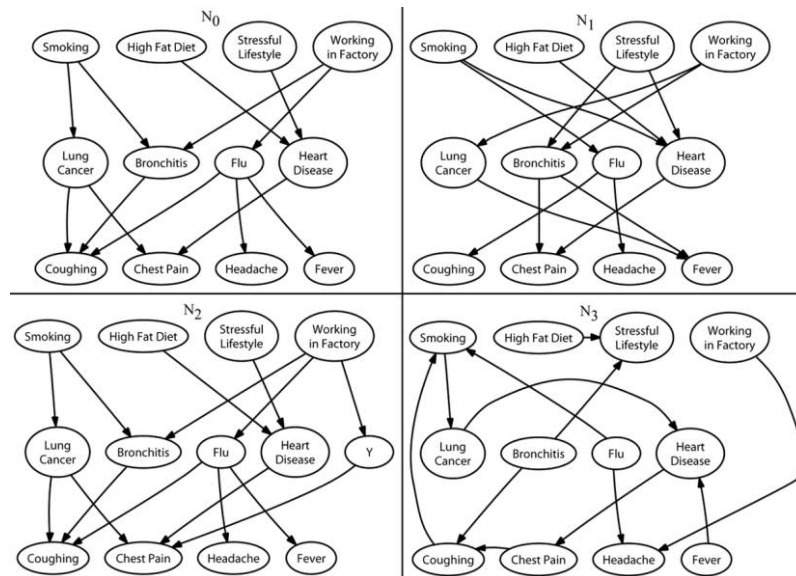 N0
Smoking
High Fat Diet
Stressful
Lifestyle
Working
in Factory
Lung
Cancer
Bronchitis
Flu
Heart
Disease
Coughing
Chest Pain
Headache
Fever
N1
Smoking
High Fat Diet
Stressful
Lifestyle
Working
in Factory
Lung
Cancer
Bronchitis
Flu
Heart
Disease
Coughing
Chest Pain
Headache
Fever
N2
Smoking
High Fat Diet
Stressful
Lifestyle
Working
in Factory
Lung
Cancer
Bronchitis
Flu
Heart
Disease
Y
Coughing
Chest Pain
Headache
Fever
N3
Smoking
High Fat Diet
Stressful
Lifestyle
Working
in Factory
Lung
Cancer
Bronchitis
Flu
Heart
Disease
Coughing
Chest Pain
Headache
Fever